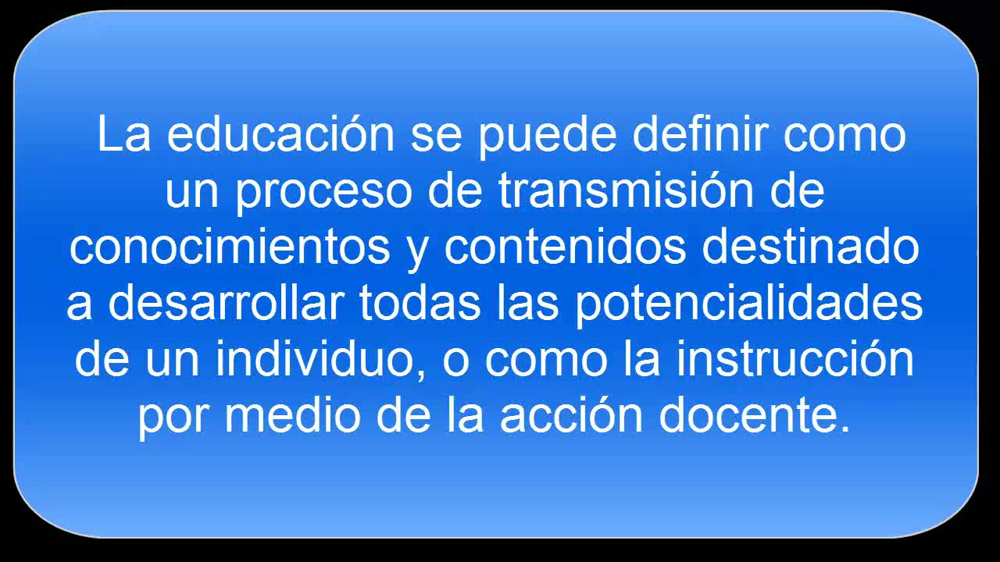 La educación se puede definir como
un proceso de transmisión de
conocimientos y contenidos destinado
a desarrollar todas las potencialidades
de un individuo, o como la instrucción
por medio de la acción docente.